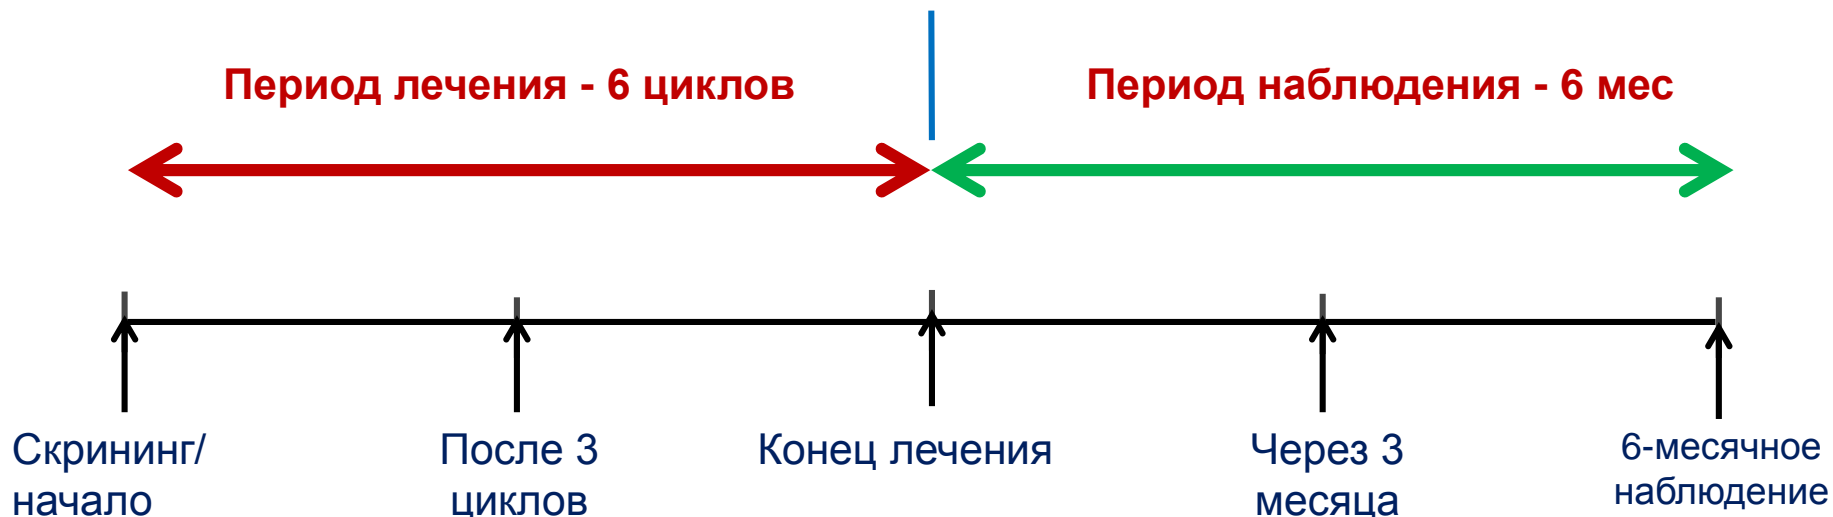 Период лечения - 6 циклов
Период наблюдения - 6 мес
Скрининг/
начало
После 3
циклов
Конец лечения
Через 3
месяца
6-месячное
наблюдение